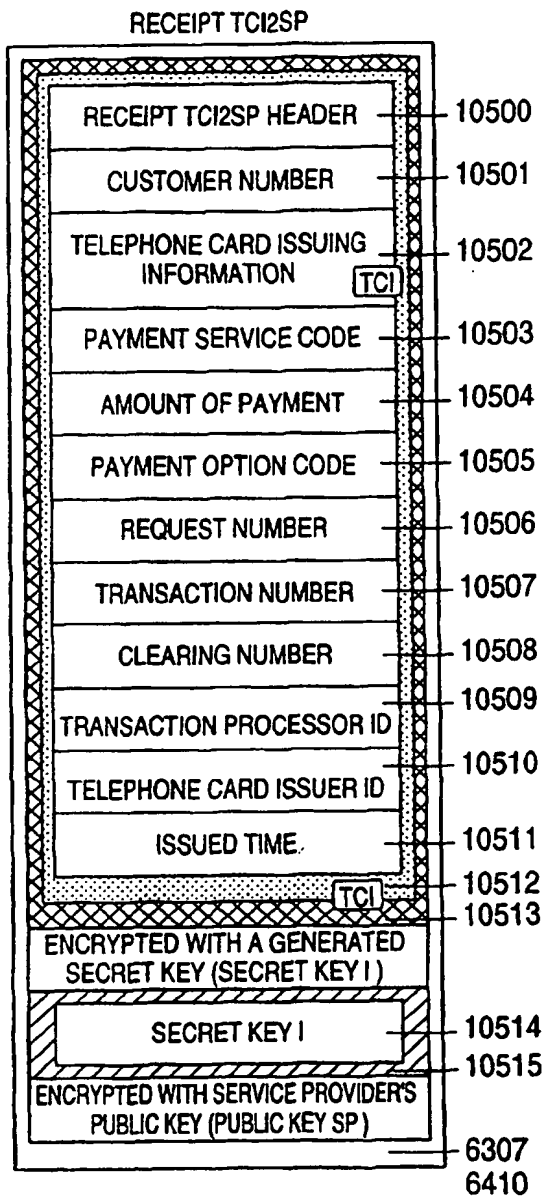 RECEIPT TCI2SP
RECEIPT TCI2SP HEADER
10500
CUSTOMER NUMBER
10501
TELEPHONE CARD ISSUING
INFORMATION
10502
TCI
PAYMENT SERVICE CODE
10503
AMOUNT OF PAYMENT
10504
PAYMENT OPTION CODE
10505
REQUEST NUMBER
10506
TRANSACTION NUMBER
10507
CLEARING NUMBER
10508
TRANSACTION PROCESSOR ID
10509
TELEPHONE CARD ISSUER ID
10510
ISSUED TIME
10511
TCI
10512
10513
ENCRYPTED WITH A GENERATED
SECRET KEY (SECRET KEY I)
SECRET KEY I
10514
10515
ENCRYPTED WITH SERVICE PROVIDER'S
PUBLIC KEY (PUBLIC KEY SP)
6307
6410